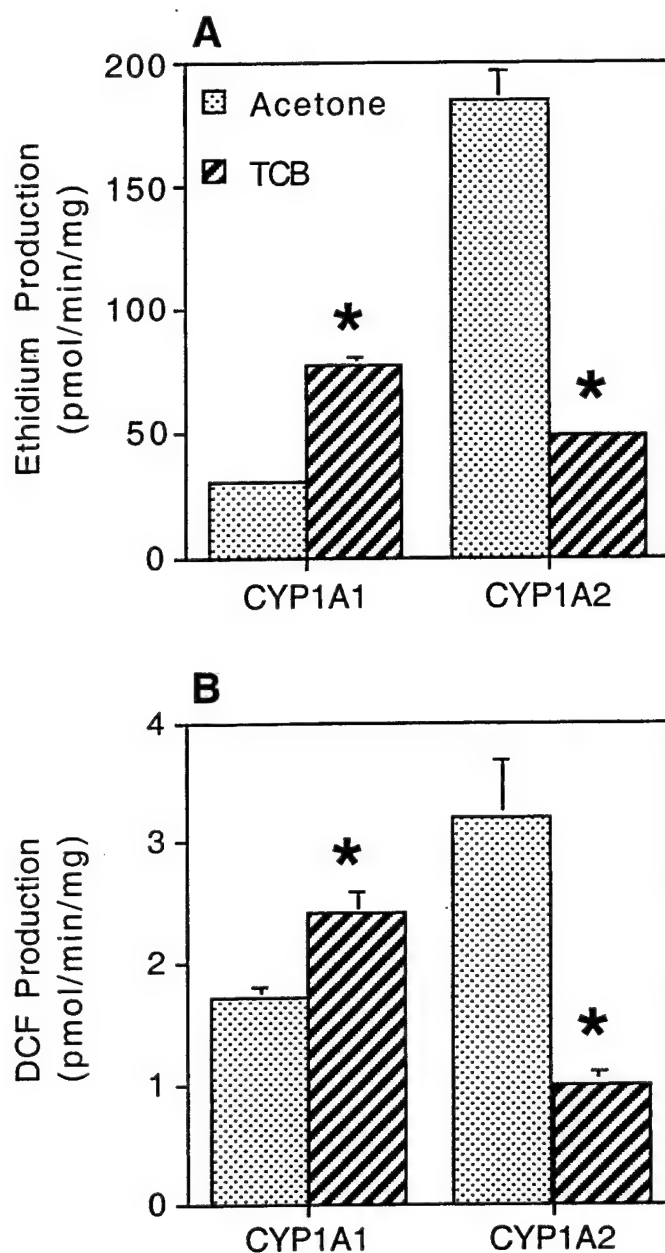 A
Ethidium Production
(pmol/min/mg)
200
150
100
50
0
Acetone
TCB
*
*
CYP1A1
CYP1A2
B
DCF Production
(pmol/min/mg)
4
3
2
1
0
*
*
CYP1A1
CYP1A2